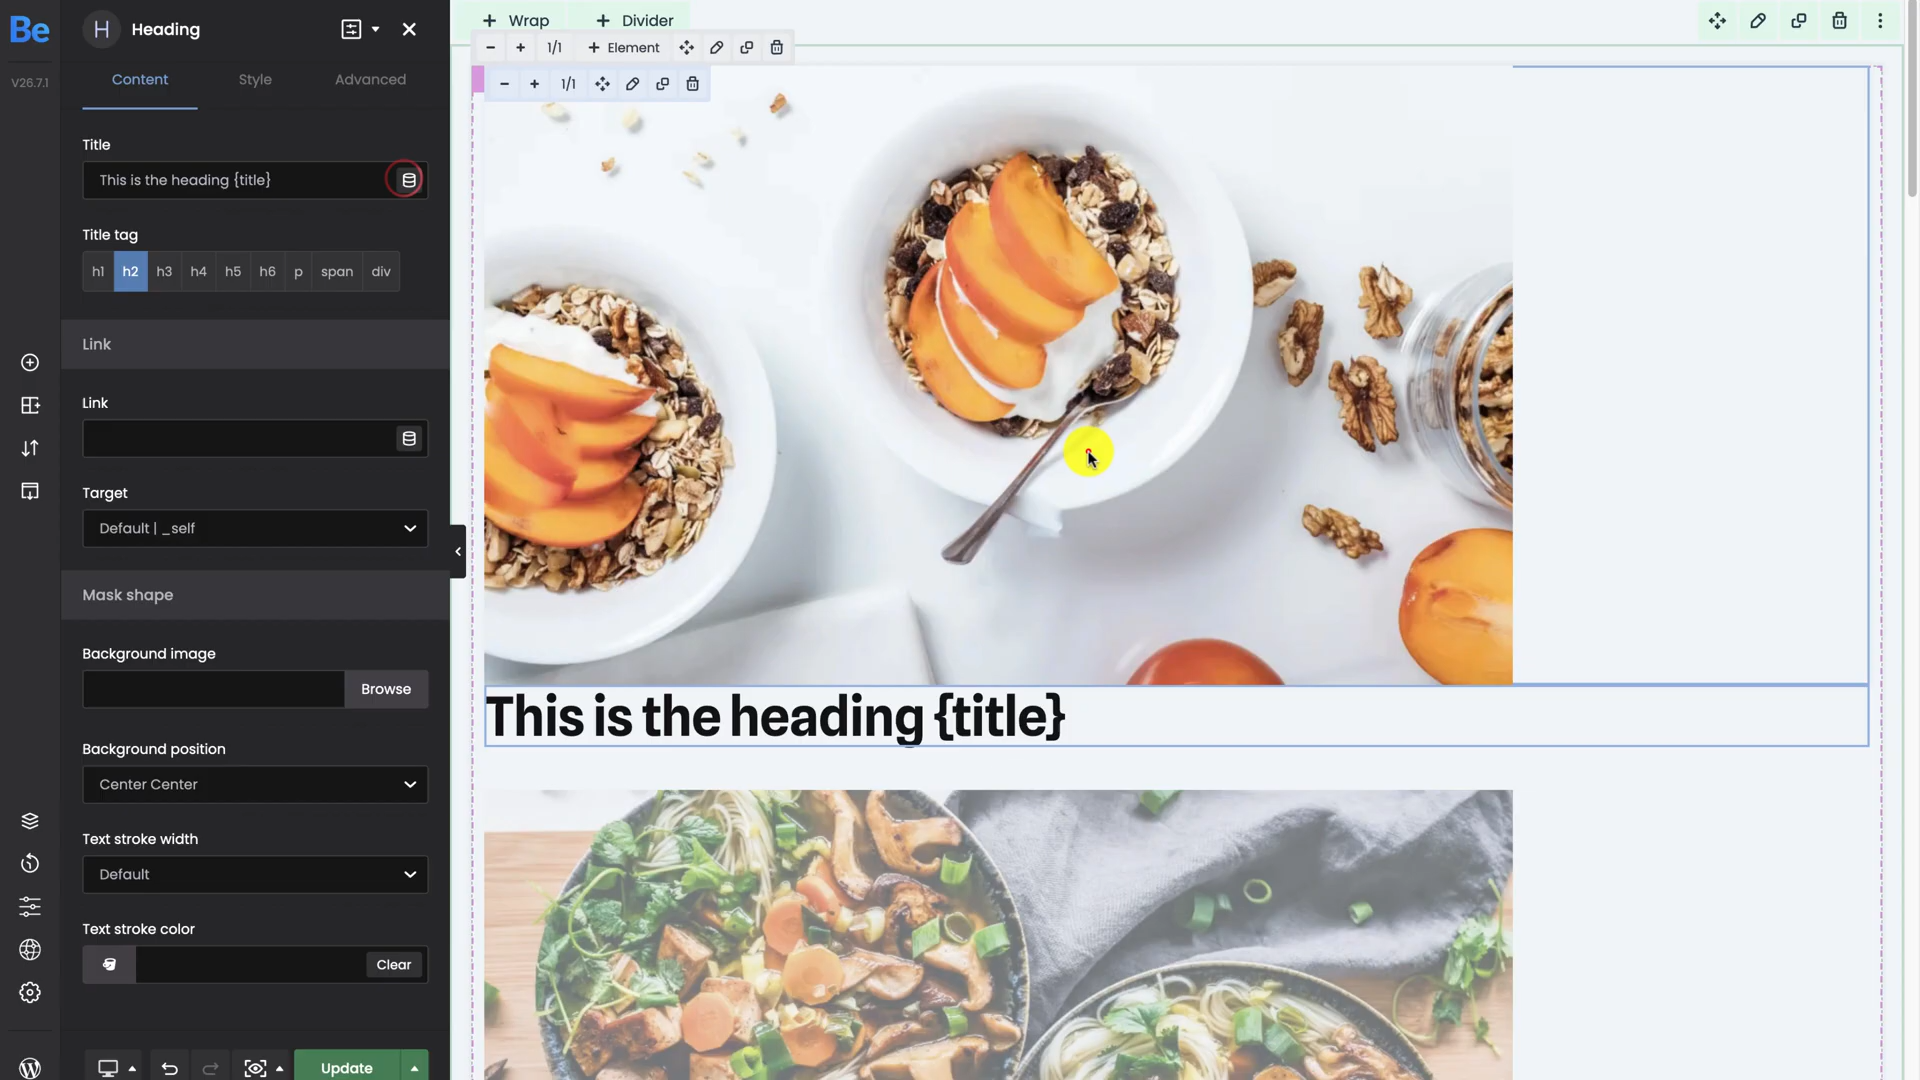 Be
V26.7.1
H Heading
Content Style Advanced
Title
This is the heading {title}
Title tag
h1 h2 h3 h4 h5 h6 p span div
Link
Link
Target
Default | _self
Mask shape
Background image
Browse
Background position
Center Center
Text stroke width
Default
Text stroke color
Clear
Update
+ Wrap + Divider
- + 1/1 + Element
- + 1/1
This is the heading {title}